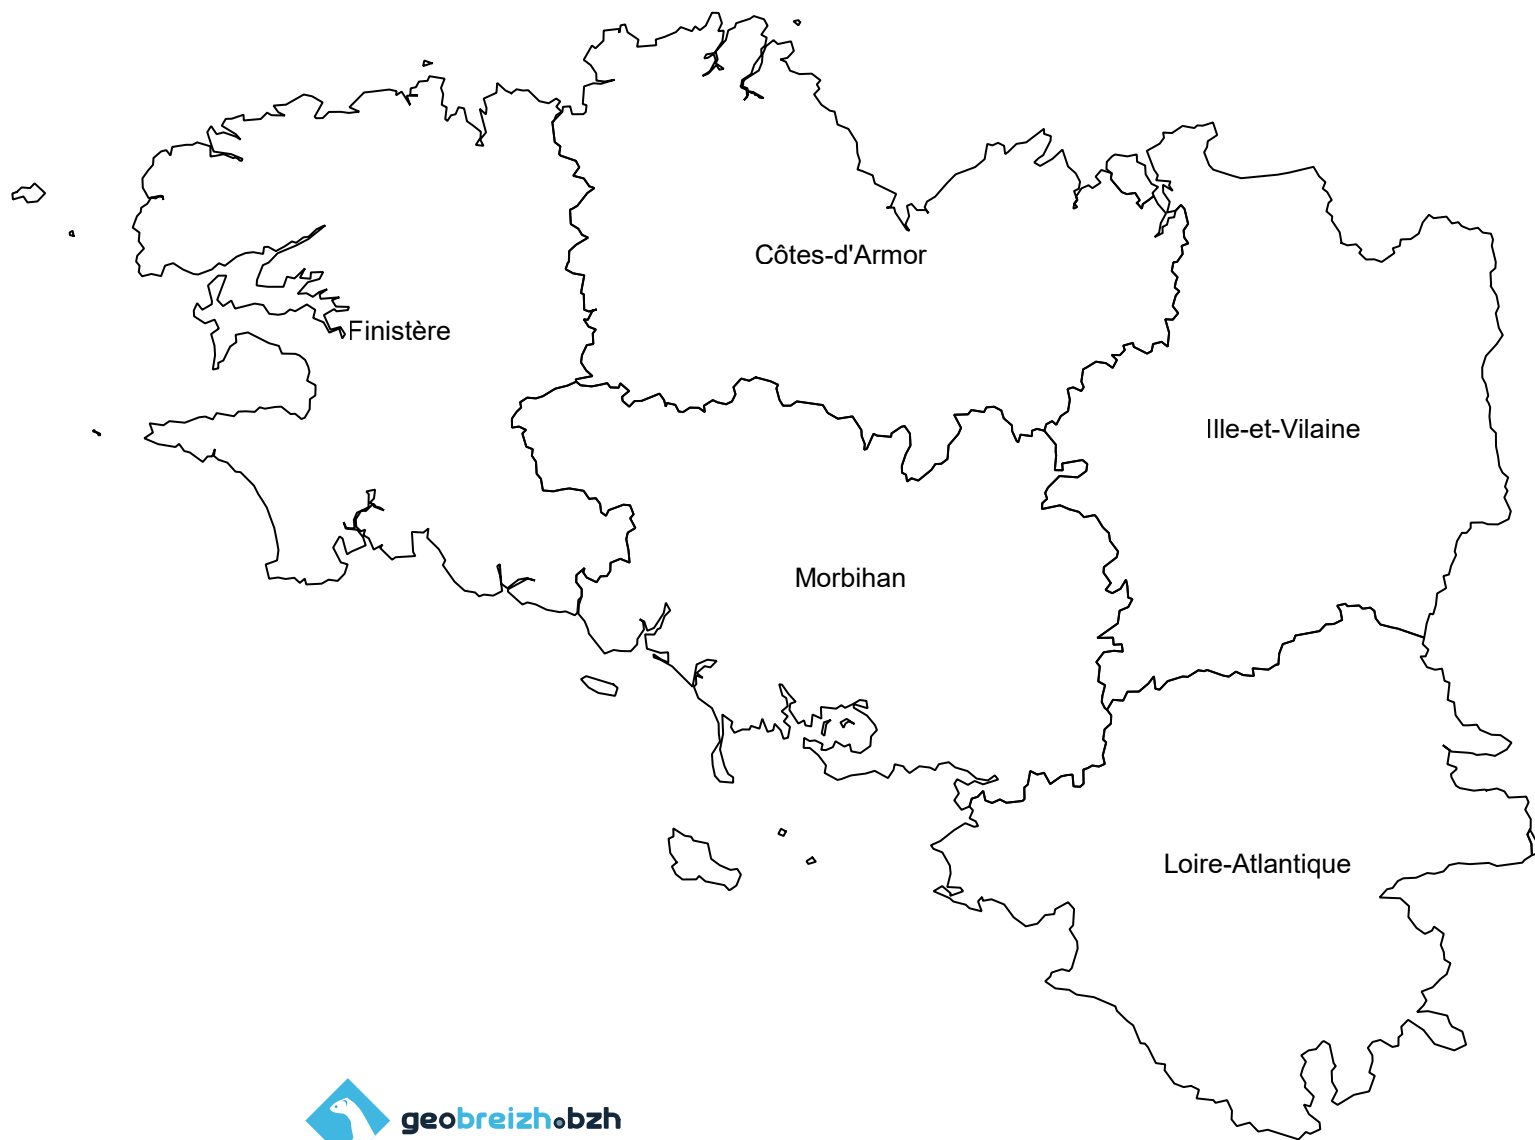 Côtes-d'Armor
Finistère
Ille-et-Vilaine
Morbihan
Loire-Atlantique
geobreizh.bzh